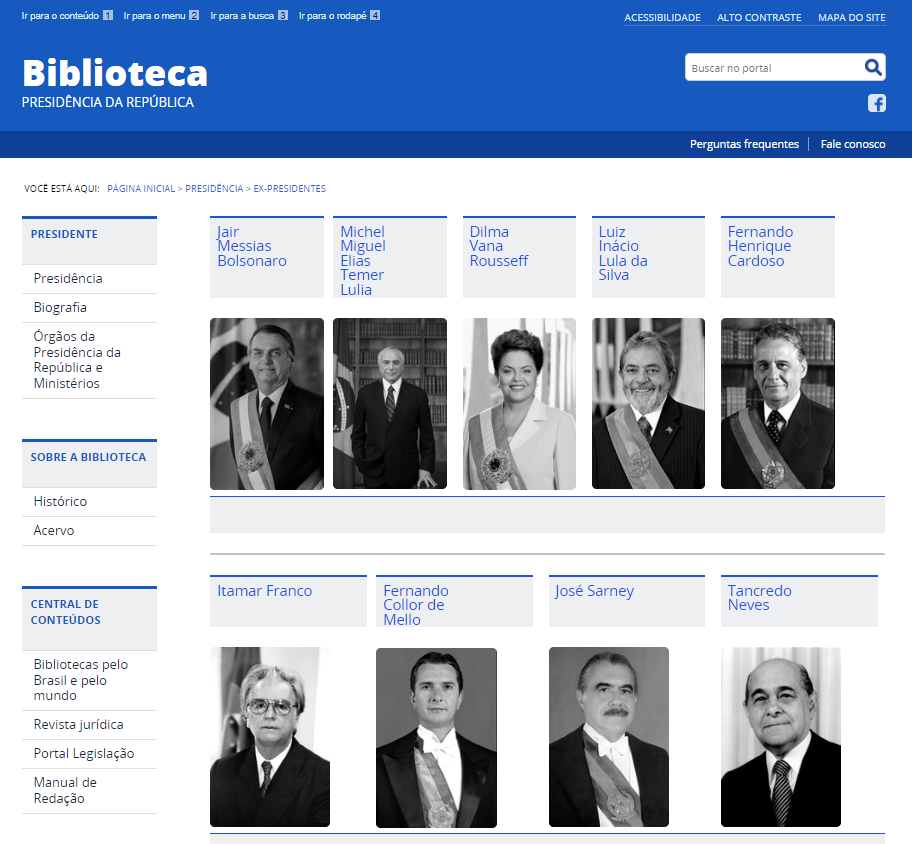 Ir para o conteúdo 1 Ir para o menu 2 Ir para a busca 3 Ir para o rodapé 4
ACESSIBILIDADE ALTO CONTRASTE MAPA DO SITE
Biblioteca
PRESIDÊNCIA DA REPÚBLICA
Buscar no portal
Perguntas frequentes Fale conosco
VOCÊ ESTÁ AQUI: PÁGINA INICIAL > PRESIDÊNCIA > EX-PRESIDENTES
PRESIDENTE
Presidência
Biografia
Órgãos da
Presidência da
República e
Ministérios
SOBRE A BIBLIOTECA
Histórico
Acervo
CENTRAL DE
CONTEÚDOS
Bibliotecas pelo
Brasil e pelo
mundo
Revista jurídica
Portal Legislação
Manual de
Redação
Jair
Messias
Bolsonaro
Michel
Miguel
Elias
Temer
Lulia
Dilma
Vana
Rousseff
Luiz
Inácio
Lula da
Silva
Fernando
Henrique
Cardoso
Itamar Franco
Fernando
Collor de
Mello
José Sarney
Tancredo
Neves